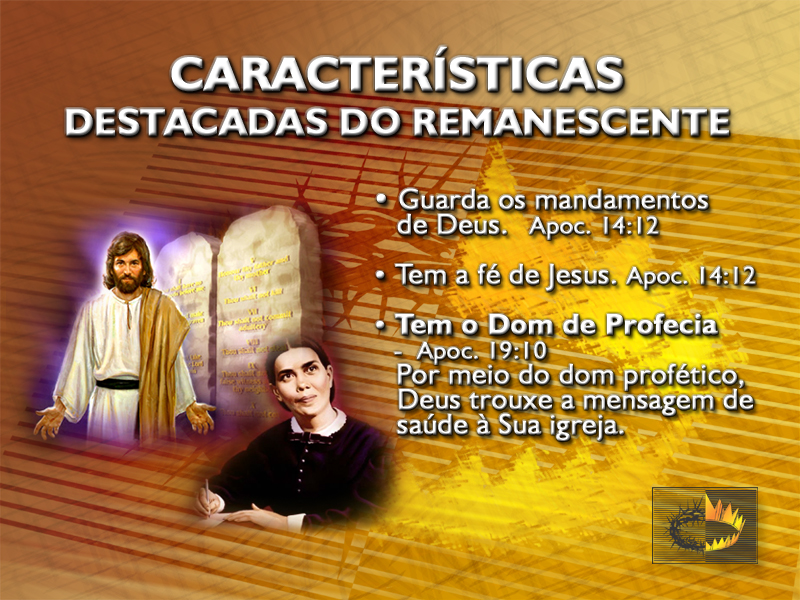 CARACTERÍSTICAS
DESTACADAS DO REMANESCENTE
• Guarda os mandamentos
de Deus. Apoc. 14:12
• Tem a fé de Jesus. Apoc. 14:12
• Tem o Dom de Profecia
- Apoc. 19:10
Por meio do dom profético,
Deus trouxe a mensagem de
saúde à Sua igreja.